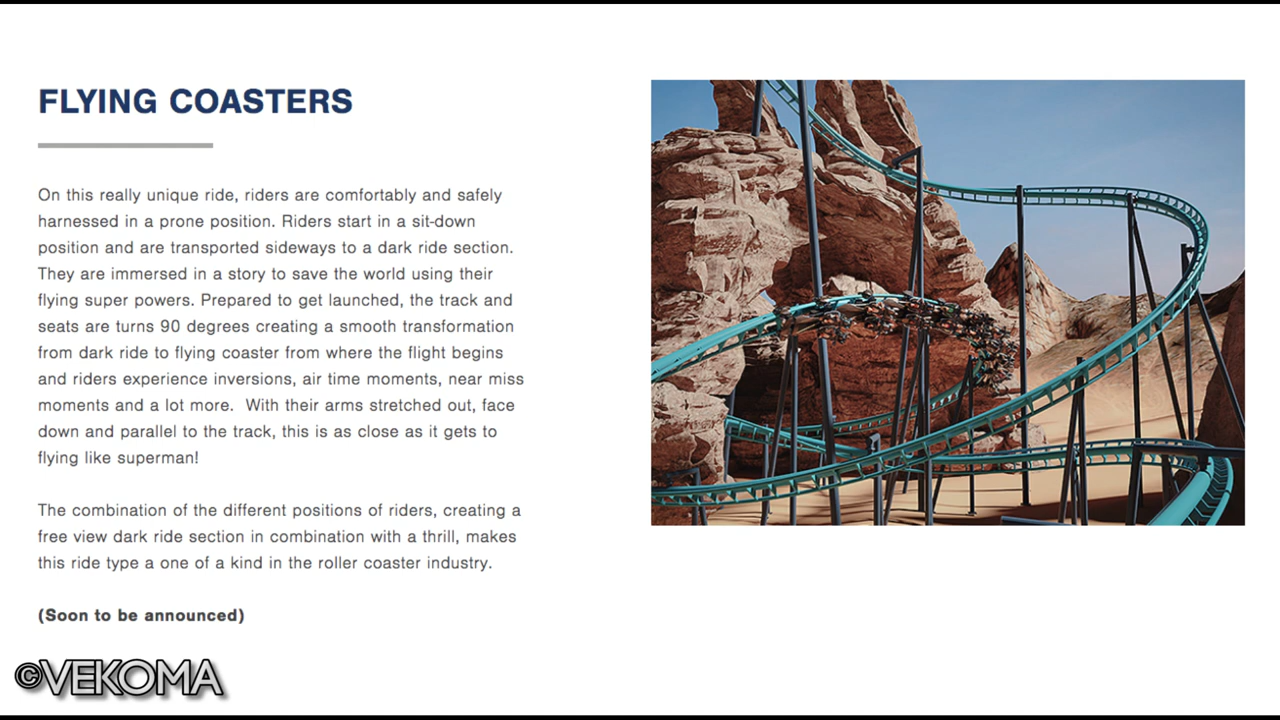 FLYING COASTERS
On this really unique ride, riders are comfortably and safely
harnessed in a prone position. Riders start in a sit-down
position and are transported sideways to a dark ride section.
They are immersed in a story to save the world using their
flying super powers. Prepared to get launched, the track and
seats are turns 90 degrees creating a smooth transformation
from dark ride to flying coaster from where the flight begins
and riders experience inversions, air time moments, near miss
moments and a lot more.  With their arms stretched out, face
down and parallel to the track, this is as close as it gets to
flying like superman!
The combination of the different positions of riders, creating a
free view dark ride section in combination with a thrill, makes
this ride type a one of a kind in the roller coaster industry.
(Soon to be announced)
©VEKOMA